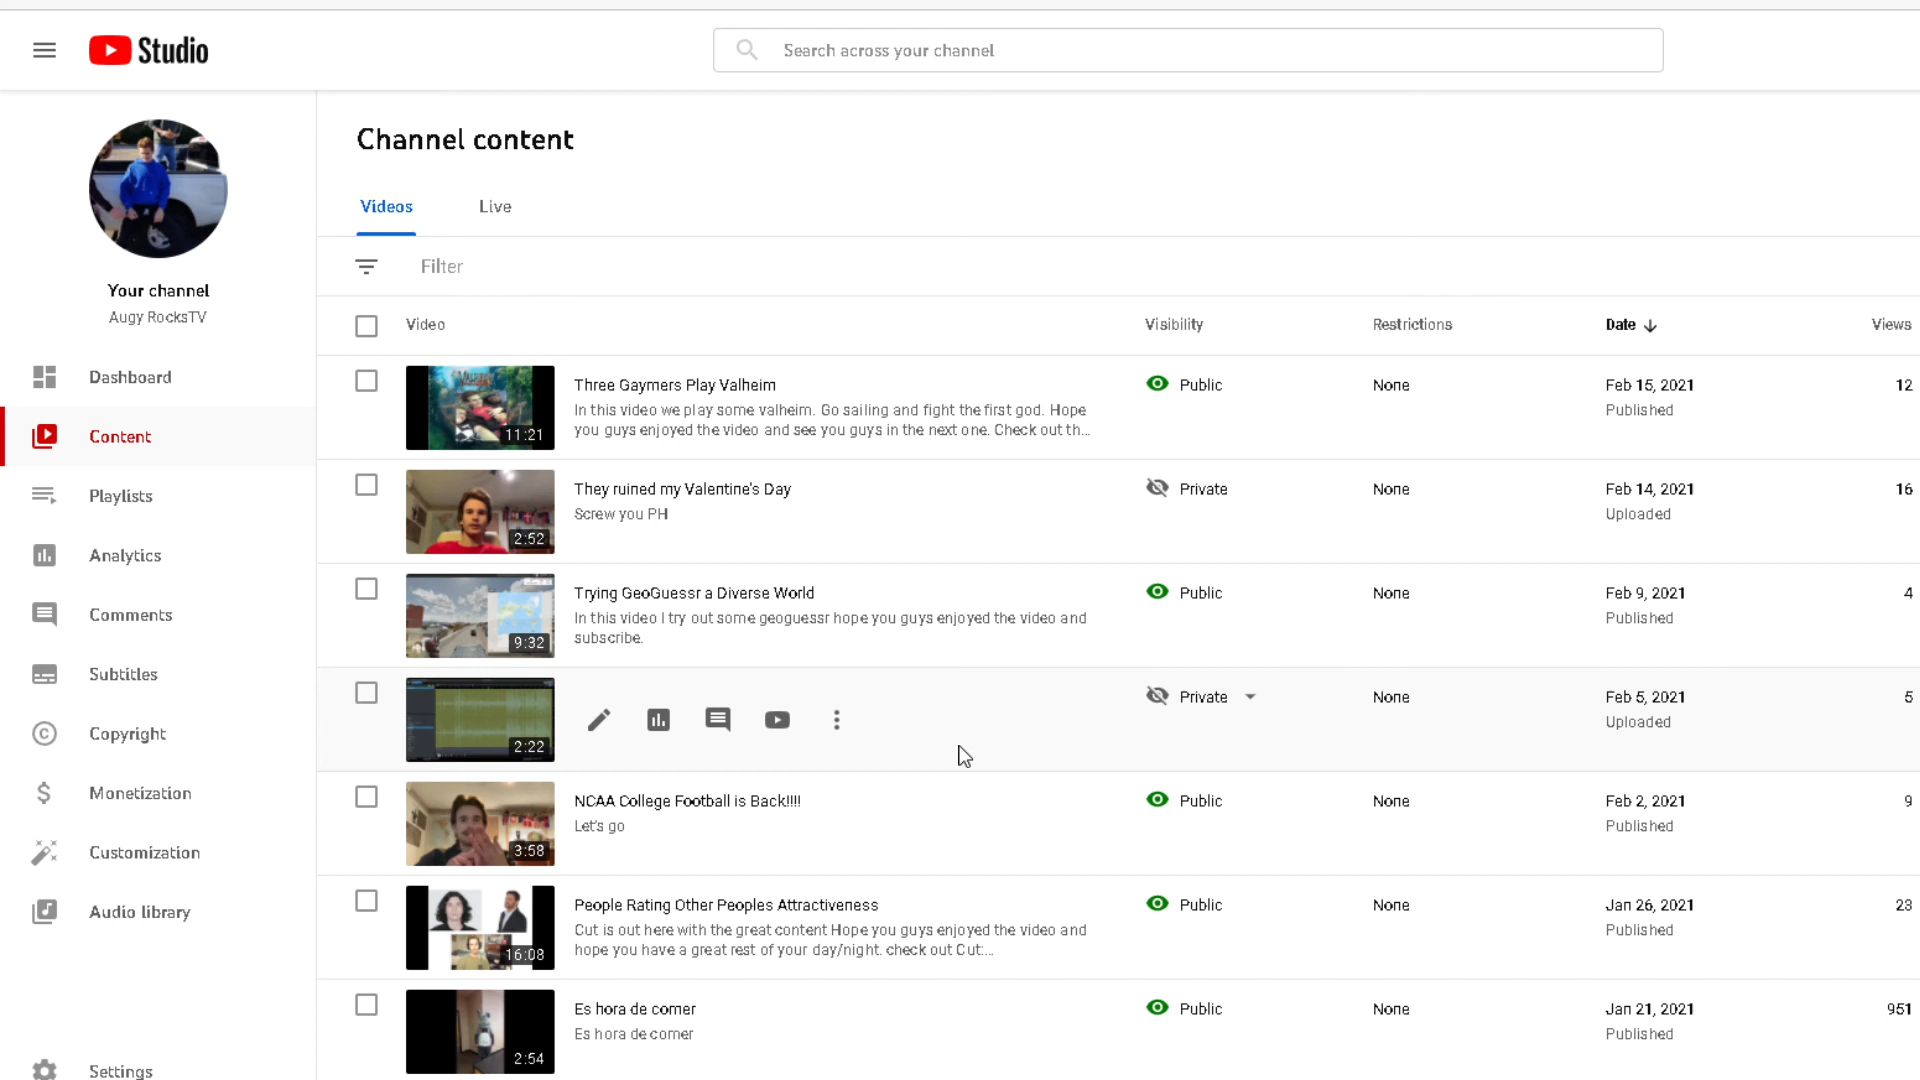 Studio
Search across your channel
Channel content
Videos
Live
Filter
Your channel
Augy RocksTV
Dashboard
Content
Playlists
Analytics
Comments
Subtitles
Copyright
Monetization
Customization
Audio library
Settings
Video
Visibility
Restrictions
Date
Views
11:21
Three Gaymers Play Valheim
In this video we play some valheim. Go sailing and fight the first god. Hope
you guys enjoyed the video and see you guys in the next one. Check out th...
Public
None
Feb 15, 2021
Published
12
2:52
They ruined my Valentine's Day
Screw you PH
Private
None
Feb 14, 2021
Uploaded
16
9:32
Trying GeoGuessr a Diverse World
In this video I try out some geoguessr hope you guys enjoyed the video and
subscribe.
Public
None
Feb 9, 2021
Published
4
2:22
Private
None
Feb 5, 2021
Uploaded
5
3:58
NCAA College Football is Back!!!!
Let's go
Public
None
Feb 2, 2021
Published
9
16:08
People Rating Other Peoples Attractiveness
Cut is out here with the great content Hope you guys enjoyed the video and
hope you have a great rest of your day/night. check out Cut:...
Public
None
Jan 26, 2021
Published
23
2:54
Es hora de comer
Es hora de comer
Public
None
Jan 21, 2021
Published
951